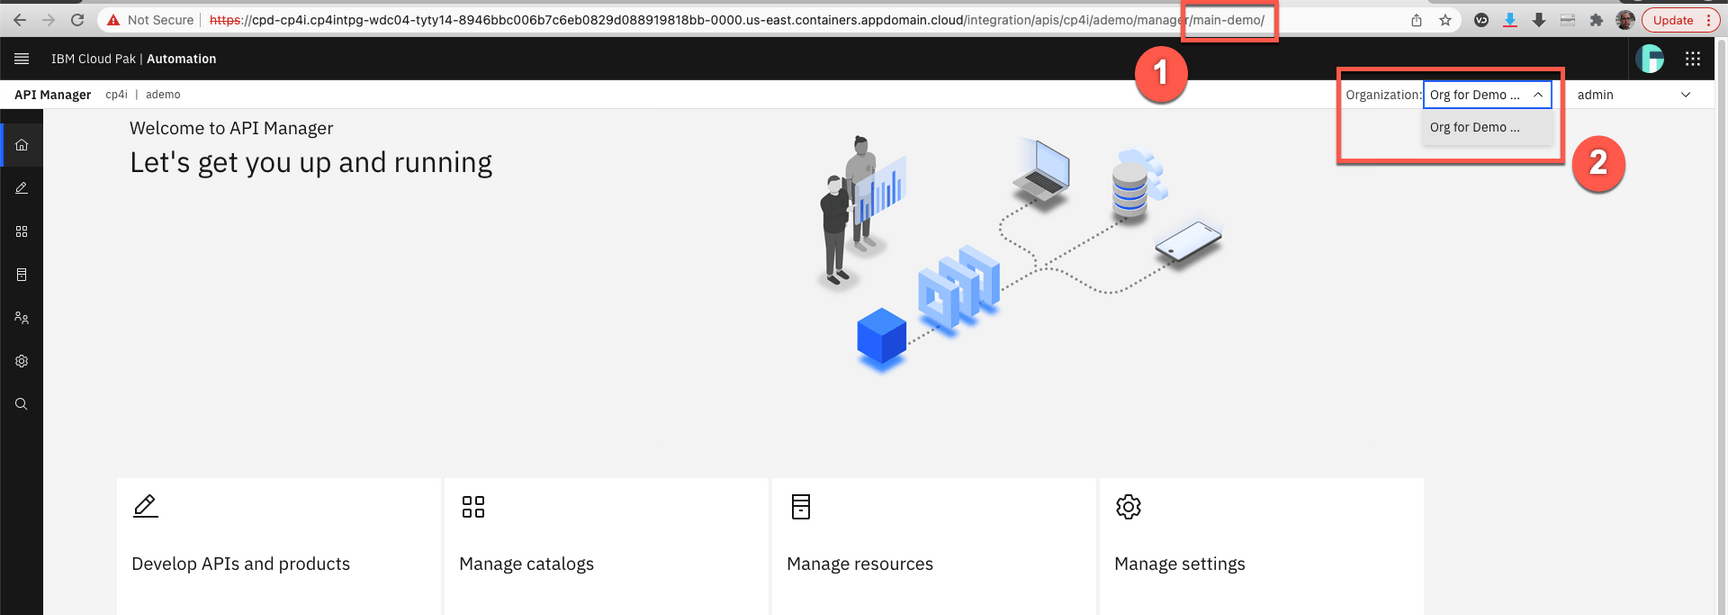 Not Secure | https://cpd-cp4i.cp4intpg-wdc04-tyty14-8946bbc006b7c6eb0829d088919818bb-0000.us-east.containers.appdomain.cloud/integration/apis/cp4i/ademo/manager/main-demo/ Update
IBM Cloud Pak | Automation
1
API Manager cp4i | ademo Organization: Org for Demo ... admin
Org for Demo ...
2
Welcome to API Manager
Let's get you up and running
Develop APIs and products
Manage catalogs
Manage resources
Manage settings